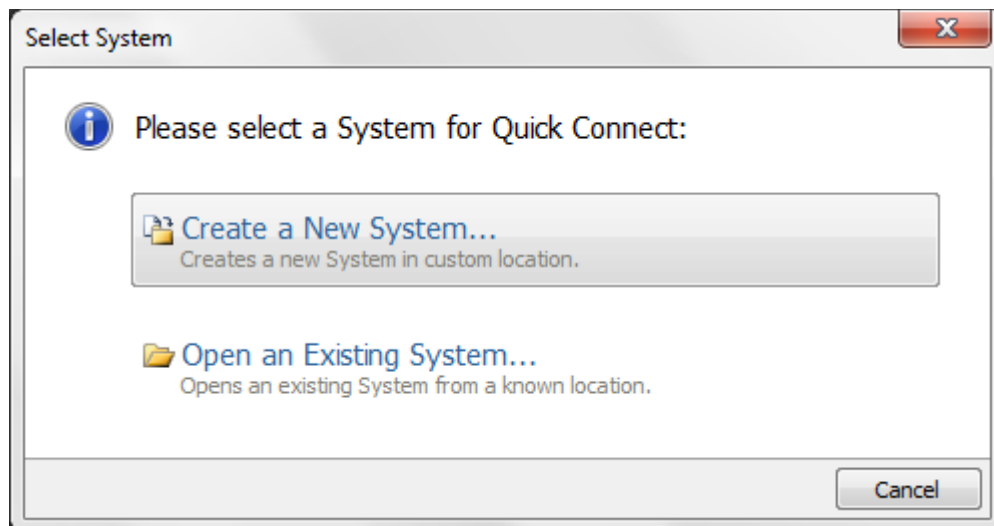 Select System
Please select a System for Quick Connect:
Create a New System...
Creates a new System in custom location.
Open an Existing System...
Opens an existing System from a known location.
Cancel